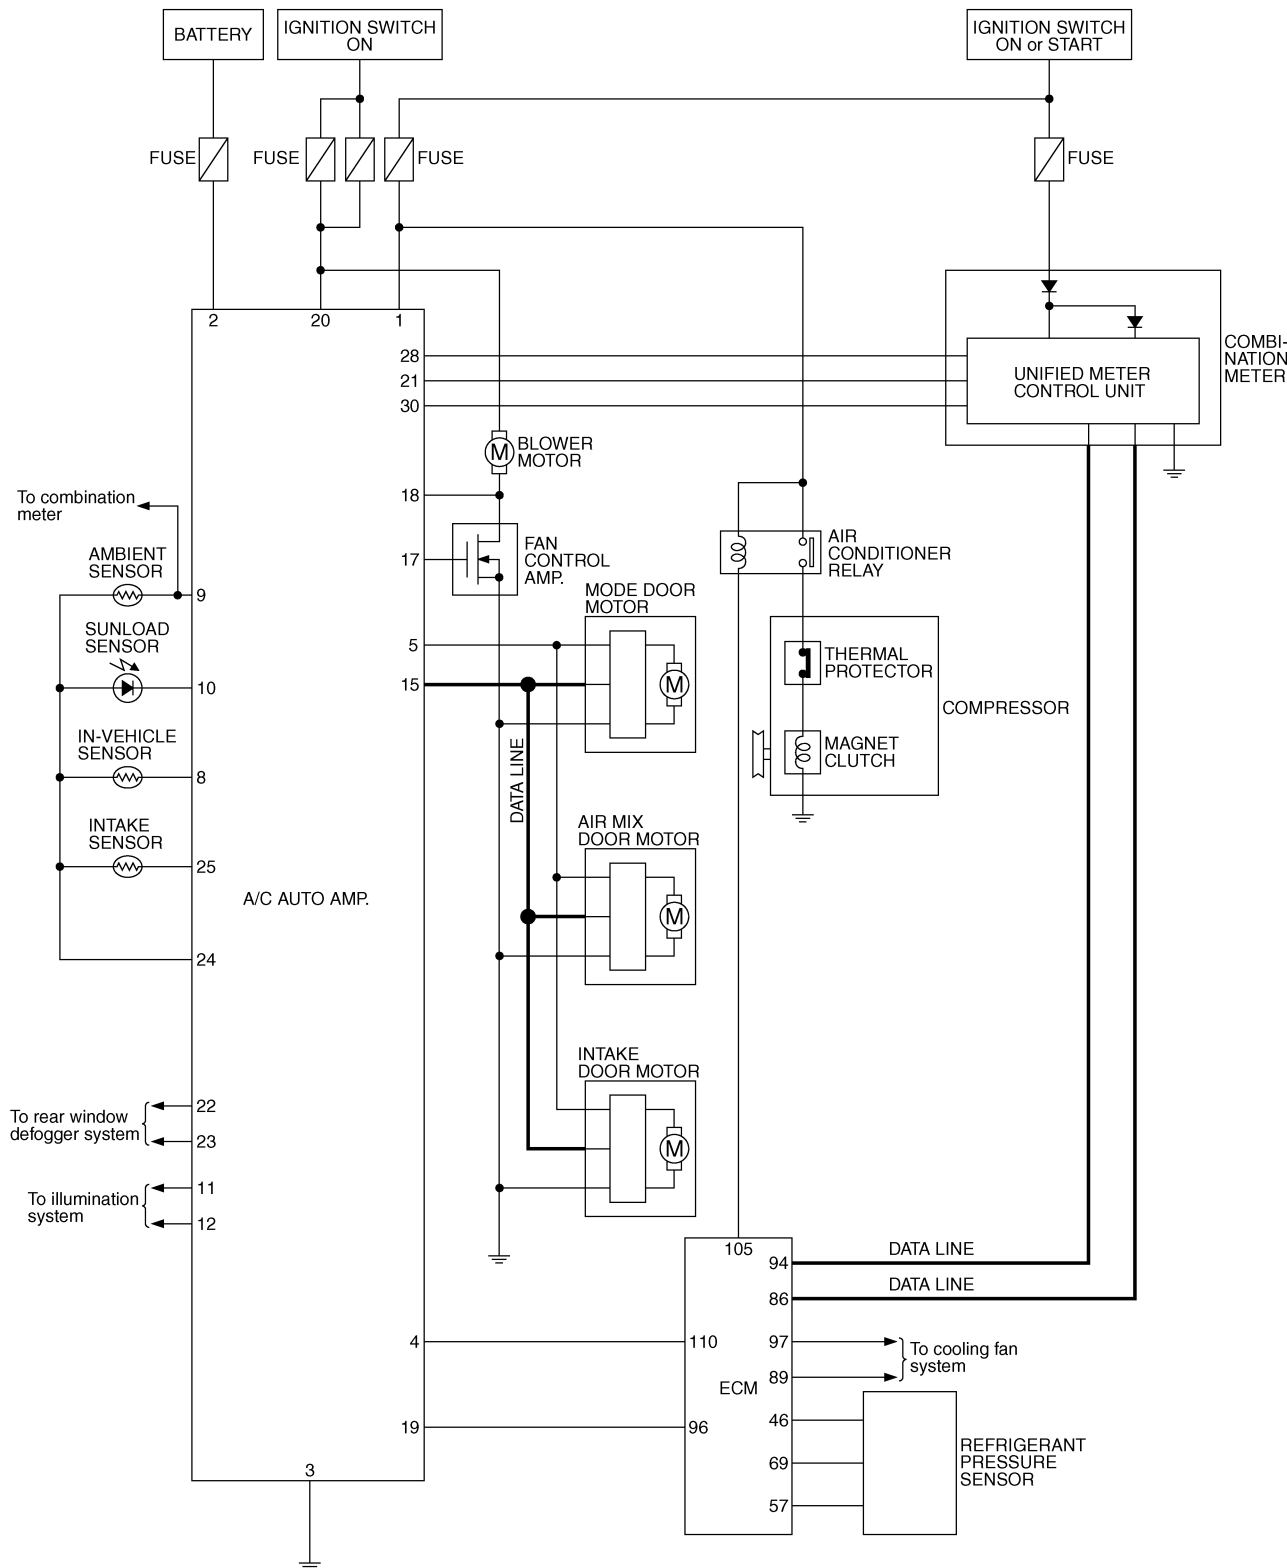 BATTERY
IGNITION SWITCH
ON
IGNITION SWITCH
ON or START
FUSE
FUSE
FUSE
FUSE
2
20
1
28
21
30
UNIFIED METER
CONTROL UNIT
COMBI-
NATION
METER
M
BLOWER
MOTOR
18
17
FAN
CONTROL
AMP.
To combination
meter
AMBIENT
SENSOR
9
SUNLOAD
SENSOR
10
IN-VEHICLE
SENSOR
8
INTAKE
SENSOR
25
A/C AUTO AMP.
24
AIR
CONDITIONER
RELAY
MODE DOOR
MOTOR
5
15
M
THERMAL
PROTECTOR
COMPRESSOR
MAGNET
CLUTCH
DATA LINE
AIR MIX
DOOR MOTOR
M
INTAKE
DOOR MOTOR
M
To rear window
defogger system
22
23
To illumination
system
11
12
105
94
DATA LINE
86
DATA LINE
4
110
97
89
To cooling fan
system
ECM
19
96
46
69
57
REFRIGERANT
PRESSURE
SENSOR
3